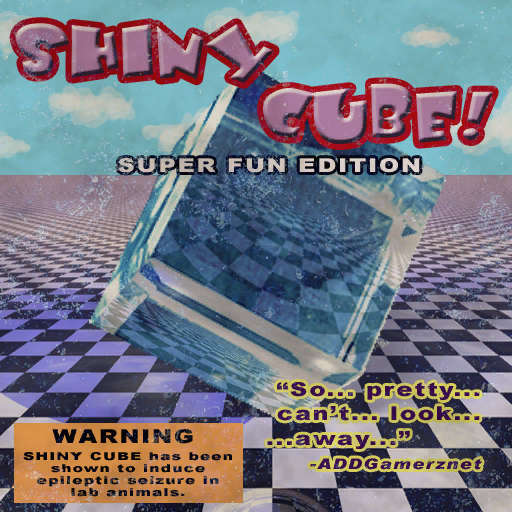 SHINY
CUBE!
SUPER FUN EDITION
“So... pretty...
can't... look...
...away...”
-ADDGamerznet
WARNING
SHINY CUBE has been
shown to induce
epileptic seizure in
lab animals.